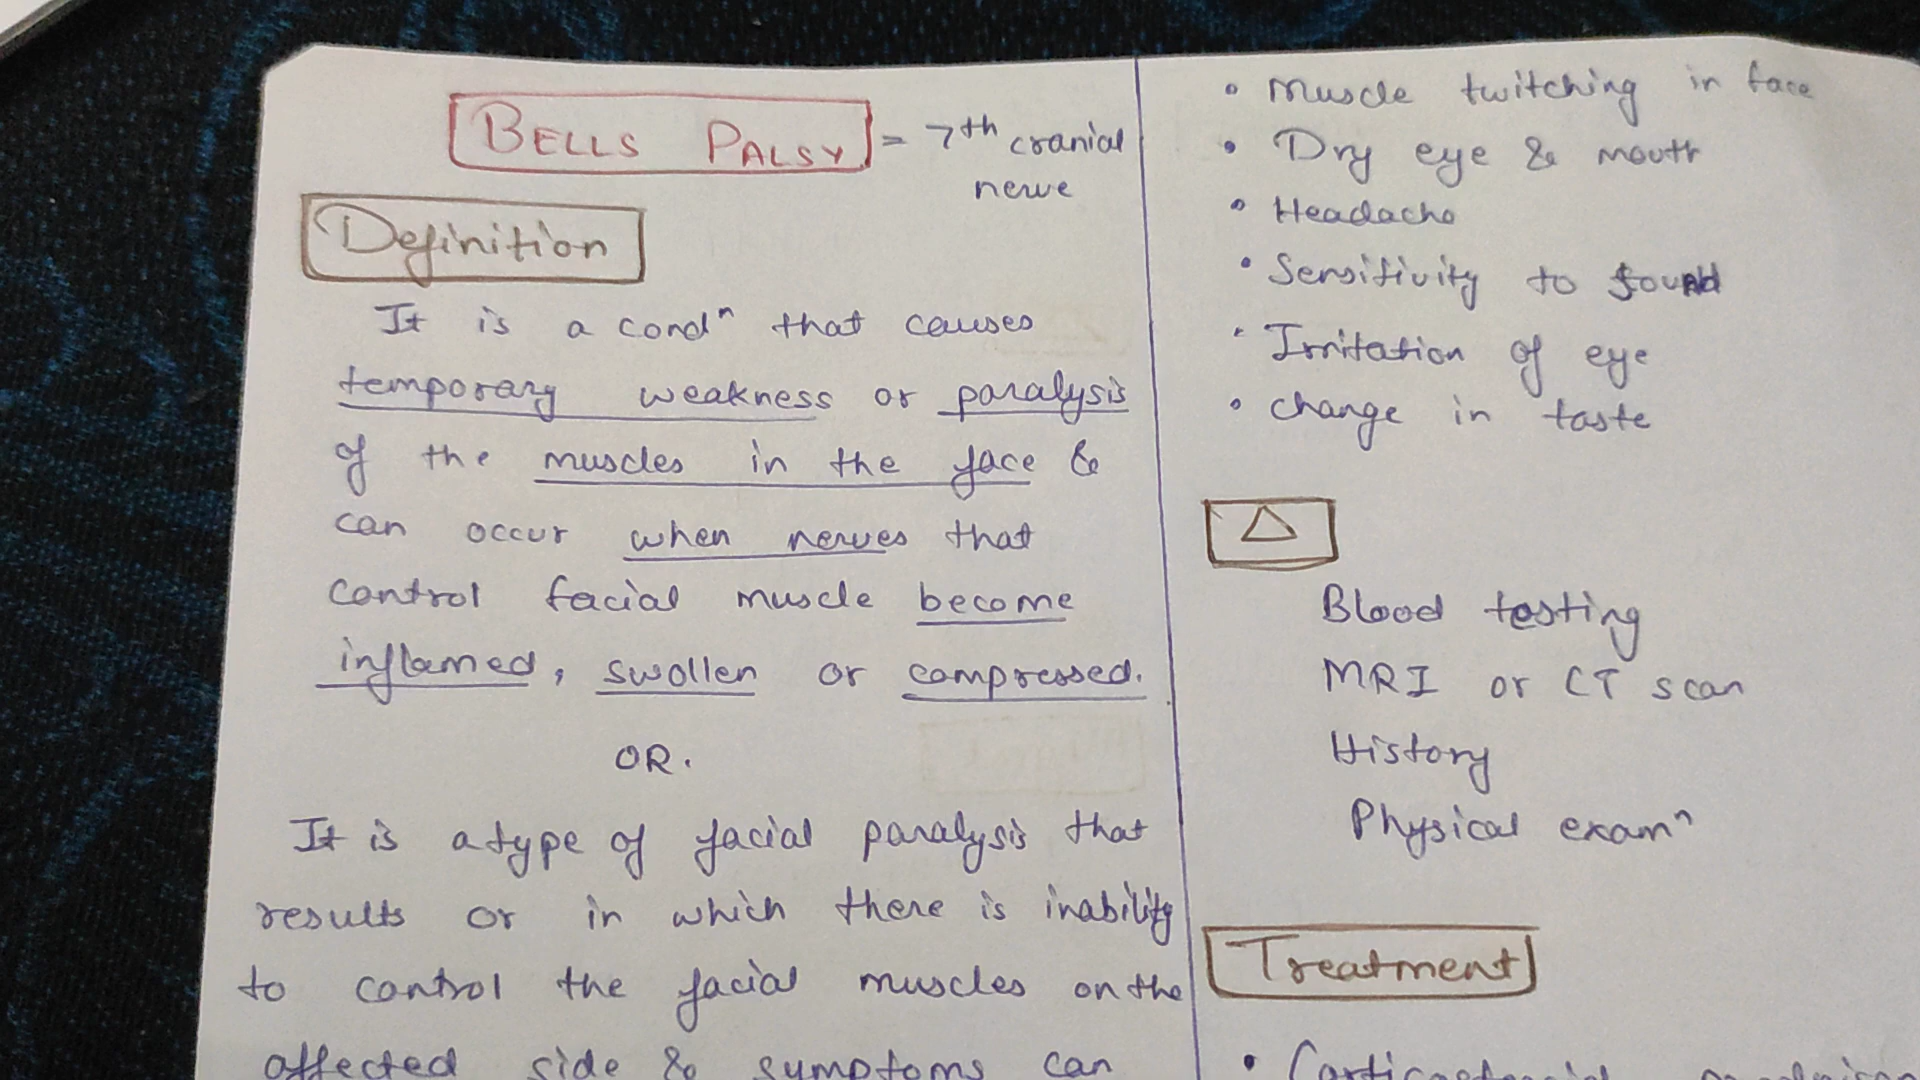 BELLS PALSY = 7th cranial
nerve
Definition
It is a condn that causes
temporary weakness or paralysis
of the muscles in the face &
can occur when nerves that
control facial muscle become
inflamed, swollen or compressed.
OR.
It is a type of facial paralysis that
results or in which there is inability
to control the facial muscles on the
affected side & symptoms can
• Muscle twitching in face
• Dry eye & mouth
• Headache
• Sensitivity to sound
• Irritation of eye
• change in taste
△
Blood testing
MRI or CT scan
History
Physical examn
Treatment
• Corticosteroid